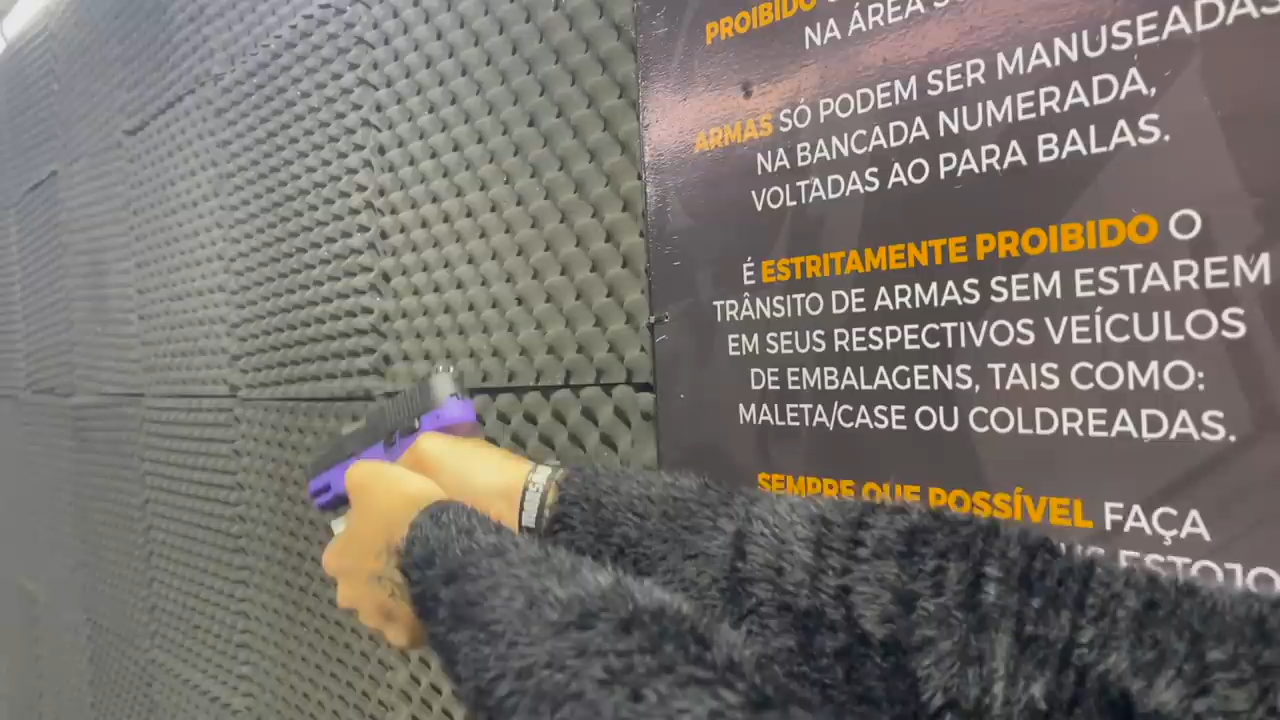 PROIBIDO
NA ÁREA
ARMAS SÓ PODEM SER MANUSEADAS
NA BANCADA NUMERADA,
VOLTADAS AO PARA BALAS.
É ESTRITAMENTE PROIBIDO O
TRÂNSITO DE ARMAS SEM ESTAREM
EM SEUS RESPECTIVOS VEÍCULOS
DE EMBALAGENS, TAIS COMO:
MALETA/CASE OU COLDREADAS.
SEMPRE QUE POSSÍVEL FAÇA
ESTOJO